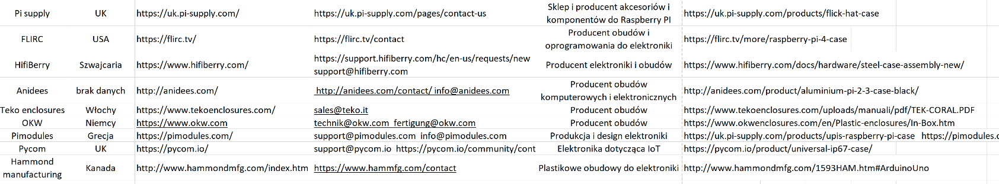 Pi supply UK https://uk.pi-supply.com/ https://uk.pi-supply.com/pages/contact-us Sklep i producent akcesoriów i komponentów do Raspberry PI https://uk.pi-supply.com/products/flick-hat-case
FLIRC USA https://flirc.tv/ https://flirc.tv/contact Producent obudów i oprogramowania do elektroniki https://flirc.tv/more/raspberry-pi-4-case
HifiBerry Szwajcaria https://www.hifiberry.com/ https://support.hifiberry.com/hc/en-us/requests/new support@hifiberry.com Producent elektroniki i obudów https://www.hifiberry.com/docs/hardware/steel-case-assembly-new/
Anidees brak danych http://anidees.com/ http://anidees.com/contact/ info@anidees.com Producent obudów komputerowych i elektronicznych http://anidees.com/product/aluminium-pi-2-3-case-black/
Teko enclosures Włochy https://www.tekoenclosures.com/ sales@teko.it Producent obudów https://www.tekoenclosures.com/uploads/manuali/pdf/TEK-CORAL.PDF
OKW Niemcy https://www.okw.com technik@okw.com fertigung@okw.com Producent obudów https://www.okwenclosures.com/en/Plastic-enclosures/In-Box.htm
Pimodules Grecja https://pimodules.com/ support@pimodules.com info@pimodules.com Produkcja i design elektroniki https://uk.pi-supply.com/products/upis-raspberry-pi-case https://pimodules.c
Pycom UK https://pycom.io/ support@pycom.io https://pycom.io/community/cont Elektronika dotycząca IoT https://pycom.io/product/universal-ip67-case/
Hammond manufacturing Kanada http://www.hammondmfg.com/index.htm https://www.hammfg.com/contact Plastikowe obudowy do elektroniki http://www.hammondmfg.com/1593HAM.htm#ArduinoUno